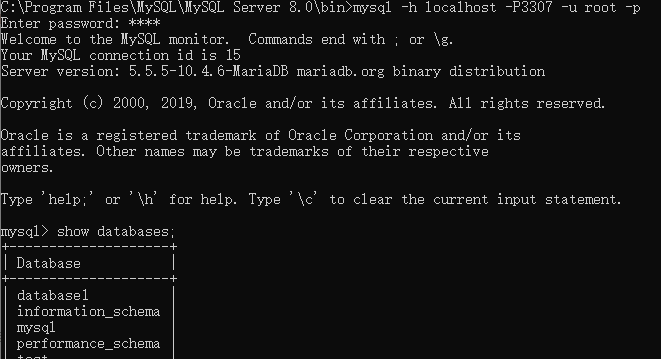 C:\Program Files\MySQL\MySQL Server 8.0\bin>mysql -h localhost -P3307 -u root -p
Enter password: ****
Welcome to the MySQL monitor.  Commands end with ; or \g.
Your MySQL connection id is 15
Server version: 5.5.5-10.4.6-MariaDB mariadb.org binary distribution
Copyright (c) 2000, 2019, Oracle and/or its affiliates. All rights reserved.
Oracle is a registered trademark of Oracle Corporation and/or its
affiliates. Other names may be trademarks of their respective
owners.
Type 'help;' or '\h' for help. Type '\c' to clear the current input statement.
mysql> show databases;
+--------------------+
| Database           |
+--------------------+
| database1          |
| information_schema |
| mysql              |
| performance_schema |
| test               |